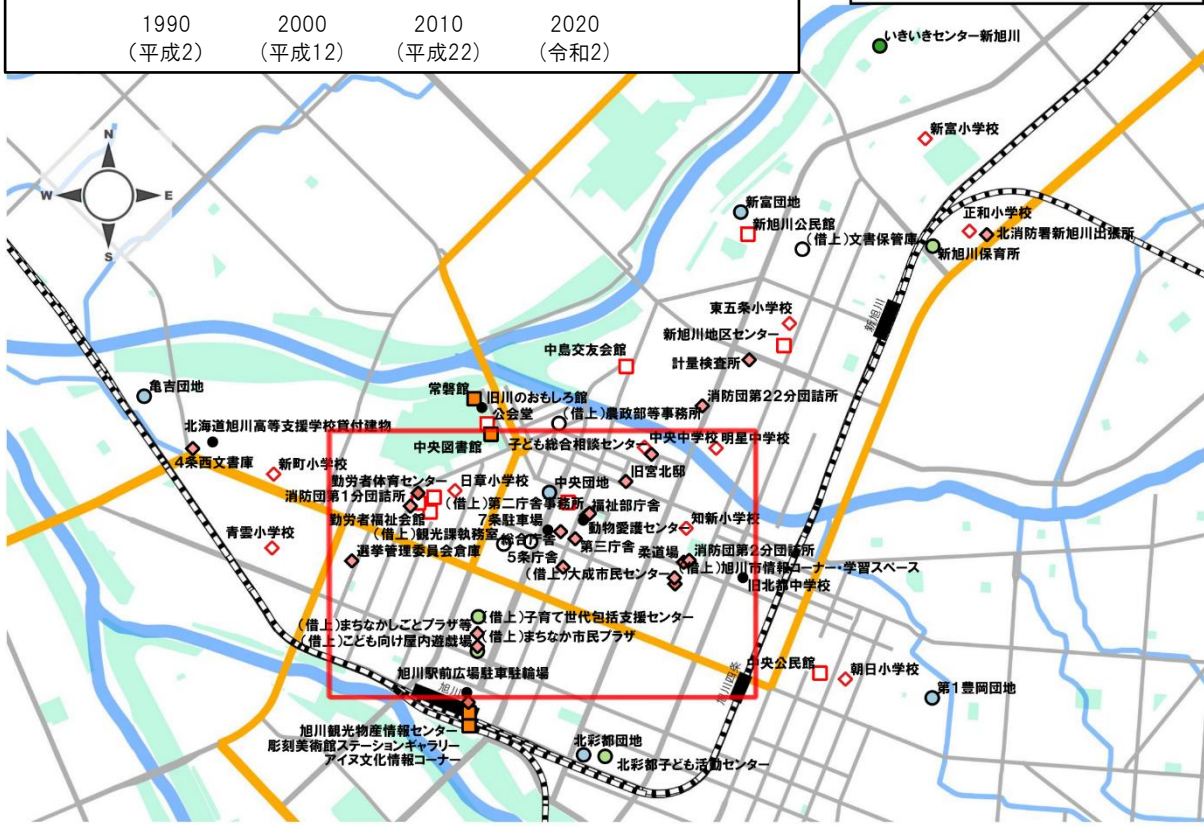 1990 2000 2010 2020
(平成2) (平成12) (平成22) (令和2)
いきいきセンター新旭川
N
W E
S
新富小学校
新富団地
新旭川公民館
(借上)文書保管庫
正和小学校
北消防署新旭川出張所
新旭川保育所
東五条小学校
新旭川
新旭川地区センター
中島交友会館
計量検査所
亀吉団地
常磐館
旧川のおもしろ館
公会堂
(借上)農政部等事務所
消防団第22分団詰所
北海道旭川高等支援学校貸付建物
中央図書館
子ども総合相談センター
中央中学校
明星中学校
4条西文書庫
新町小学校
勤労者体育センター
日章小学校
中央団地
旧宮北邸
消防団第1分団詰所
(借上)第二庁舎事務所
福祉部庁舎
勤労者福祉会館
7条駐車場
動物愛護センター
知新小学校
青雲小学校
(借上)観光課執務室
総合庁舎
第三庁舎
選挙管理委員会倉庫
5条庁舎
柔道場
消防団第2分団詰所
(借上)大成市民センター
(借上)旭川市情報コーナー・学習スペース
旧北都中学校
(借上)子育て世代包括支援センター
(借上)まちなかしごとプラザ等
(借上)こども向け屋内遊戯場
(借上)まちなか市民プラザ
中央公民館
朝日小学校
旭川駅前広場駐車駐輪場
旭川
旭川四条
第1豊岡団地
旭川観光物産情報センター
彫刻美術館ステーションギャラリー
アイヌ文化情報コーナー
北彩都団地
北彩都子ども活動センター